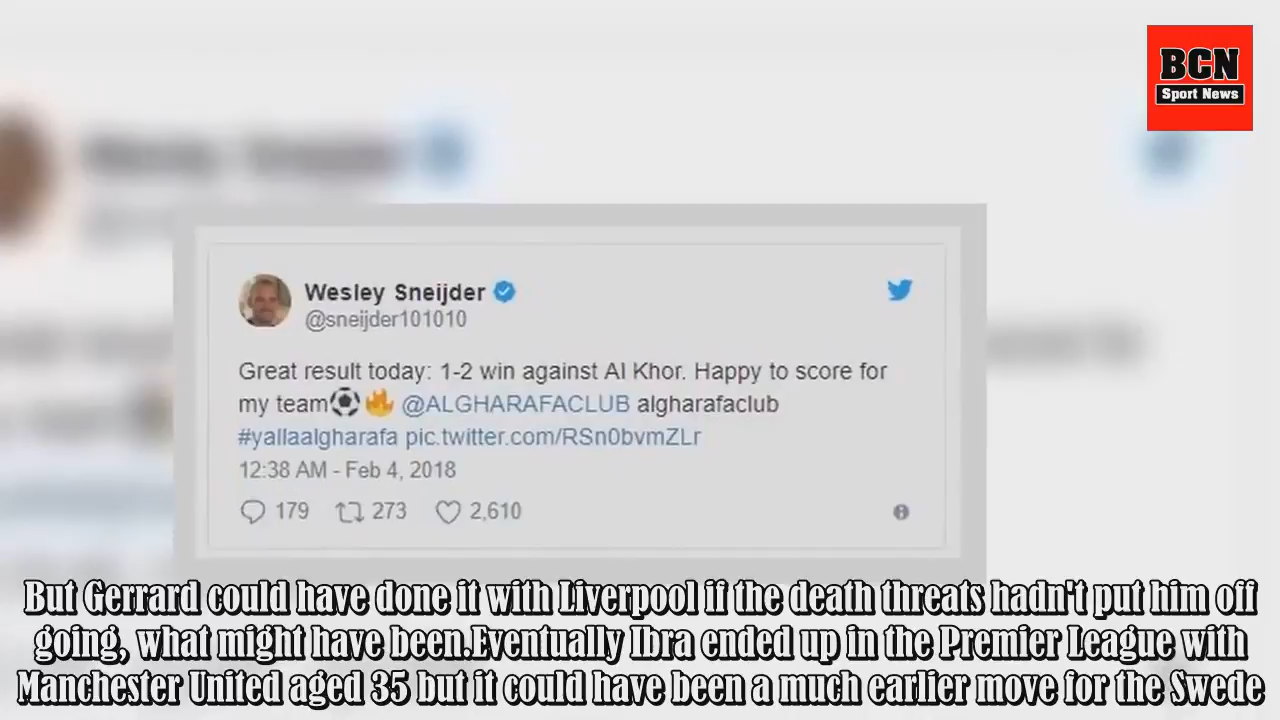 BCN
Sport News
Wesley Sneijder
@sneijder101010
Great result today: 1-2 win against Al Khor. Happy to score for
my team⚽🔥 @ALGHARAFACLUB algharafaclub
#yallaalgharafa pic.twitter.com/RSn0bvmZLr
12:38 AM - Feb 4, 2018
179 273 2,610
But Gerrard could have done it with Liverpool if the death threats hadn't put him off
going, what might have been.Eventually Ibra ended up in the Premier League with
Manchester United aged 35 but it could have been a much earlier move for the Swede